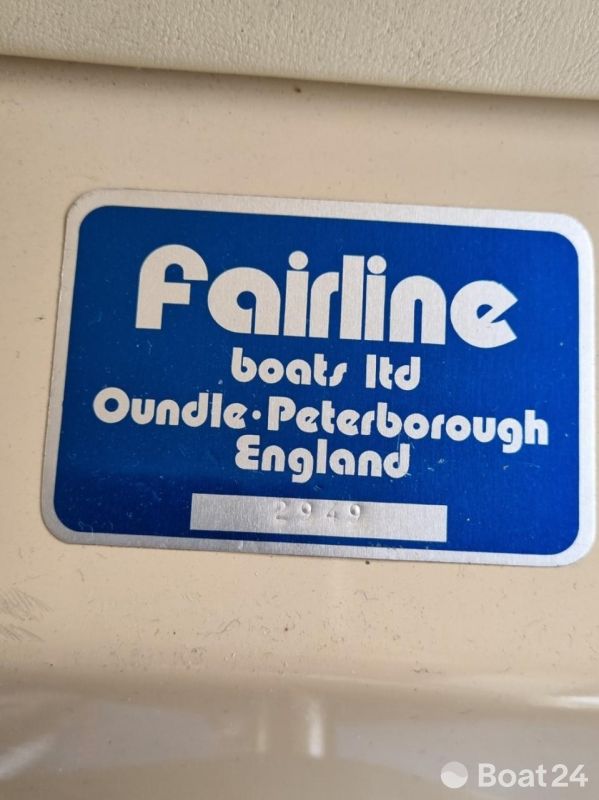 Fairline
boats ltd
Oundle·Peterborough
England
2949
Boat24